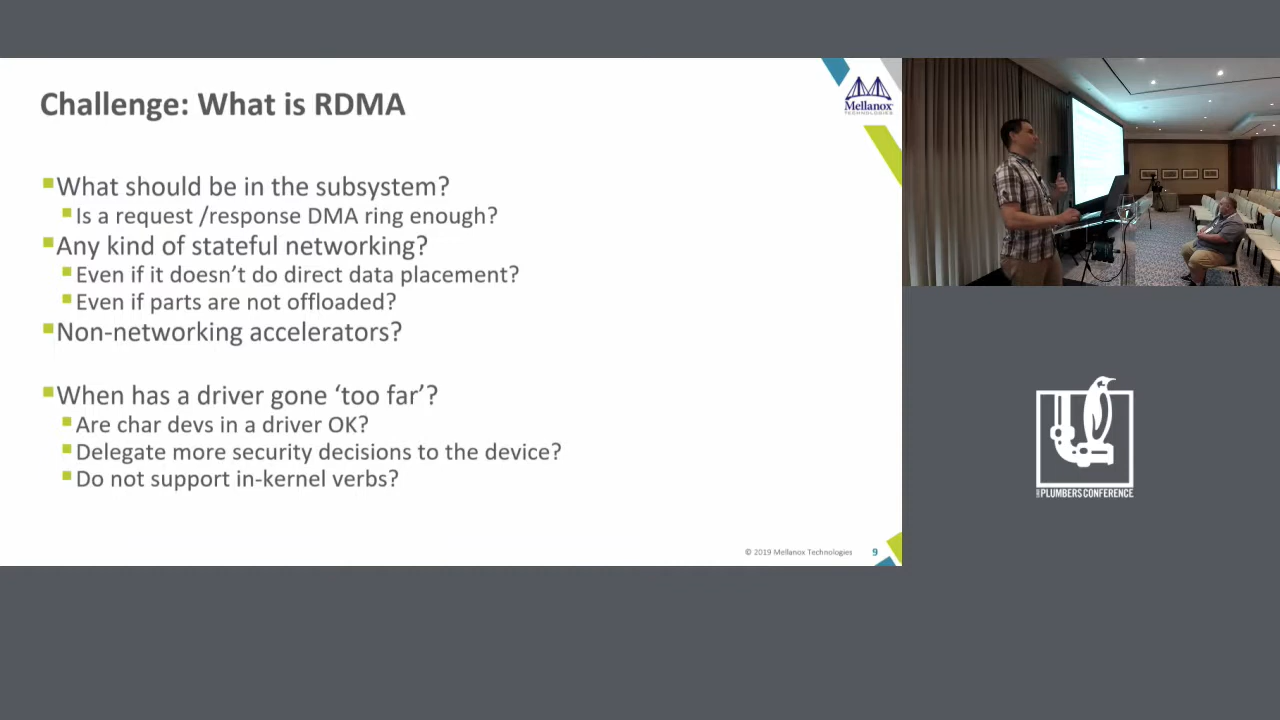 Challenge: What is RDMA
Mellanox
TECHNOLOGIES
What should be in the subsystem?
Is a request /response DMA ring enough?
Any kind of stateful networking?
Even if it doesn't do direct data placement?
Even if parts are not offloaded?
Non-networking accelerators?
When has a driver gone ‘too far’?
Are char devs in a driver OK?
Delegate more security decisions to the device?
Do not support in-kernel verbs?
© 2019 Mellanox Technologies
9
PLUMBERS CONFERENCE